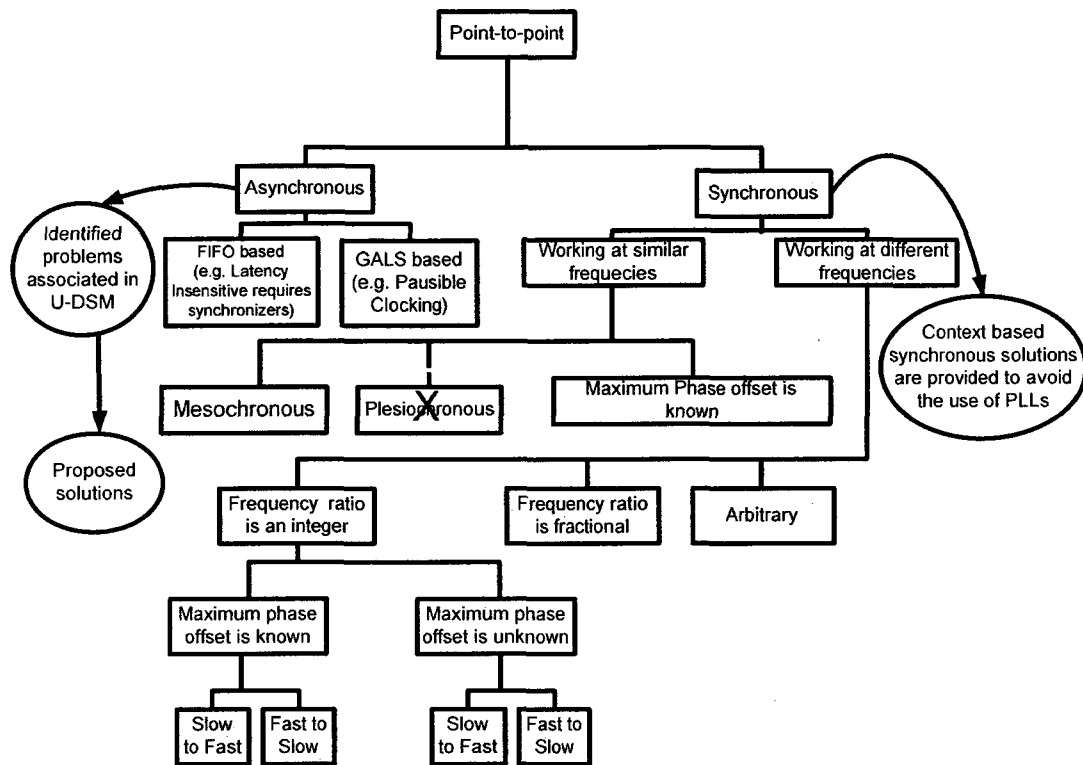 Point-to-point
Asynchronous
Synchronous
Identified
problems
associated in
U-DSM
FIFO based
(e.g. Latency
Insensitive requires
synchronizers)
GALS based
(e.g. Pausible
Clocking)
Working at similar
frequecies
Working at different
frequencies
Context based
synchronous solutions
are provided to avoid
the use of PLLs
Mesochronous
Plesiochronous
X
Maximum Phase offset is
known
Proposed
solutions
Frequency ratio
is an integer
Frequency ratio
is fractional
Arbitrary
Maximum phase
offset is known
Maximum phase
offset is unknown
Slow
to Fast
Fast to
Slow
Slow
to Fast
Fast to
Slow